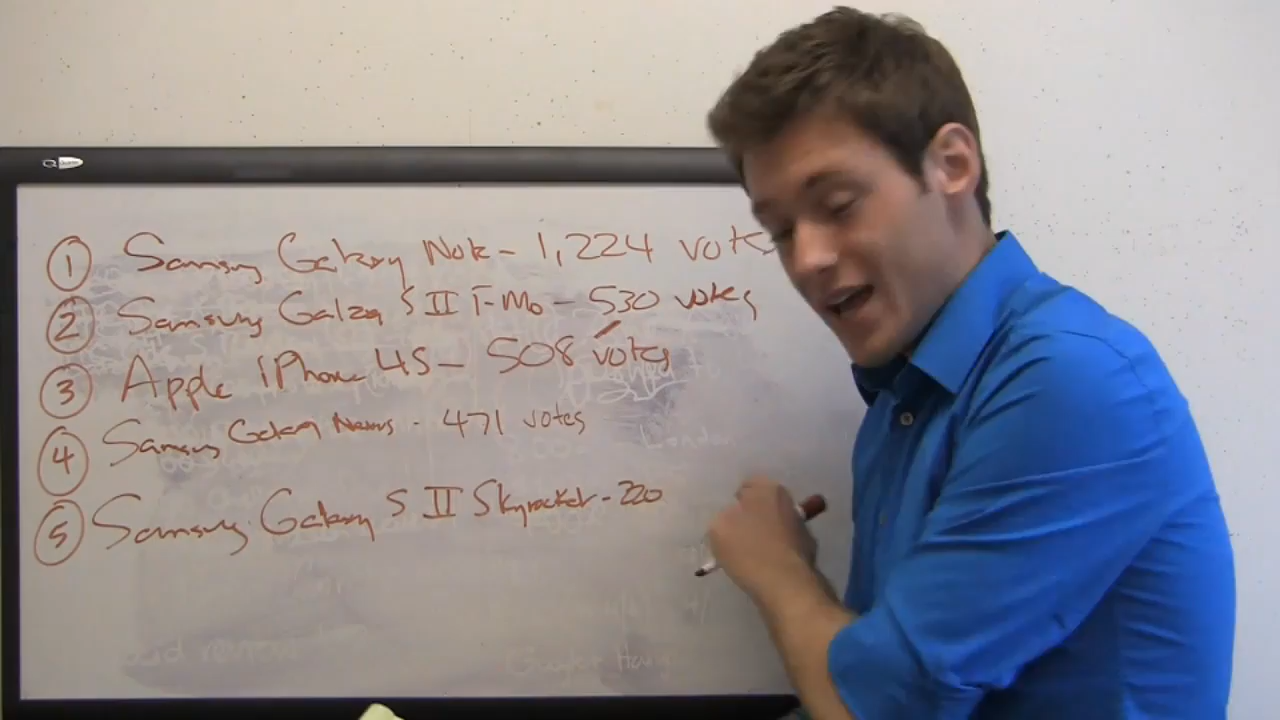 1 Samsung Galaxy Note - 1,224 votes
2 Samsung Galaxy S II T-Mo - 530 votes
3 Apple iPhone 4S - 508 votes
4 Samsung Galaxy Nexus - 471 votes
5 Samsung Galaxy S II Skyrocket - 220
London